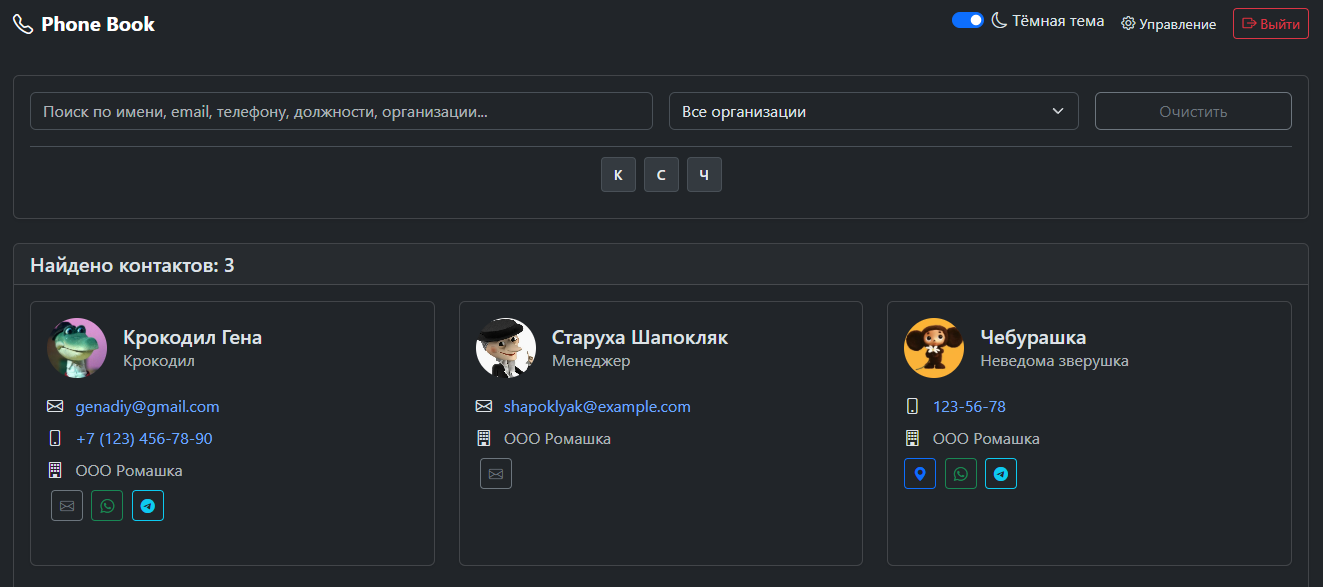 Phone Book
Тёмная тема
Управление
Выйти
Поиск по имени, email, телефону, должности, организации...
Все организации
Очистить
К С Ч
Найдено контактов: 3
Крокодил Гена
Крокодил
genadiy@gmail.com
+7 (123) 456-78-90
ООО Ромашка
Старуха Шапокляк
Менеджер
shapoklyak@example.com
ООО Ромашка
Чебурашка
Неведома зверушка
123-56-78
ООО Ромашка